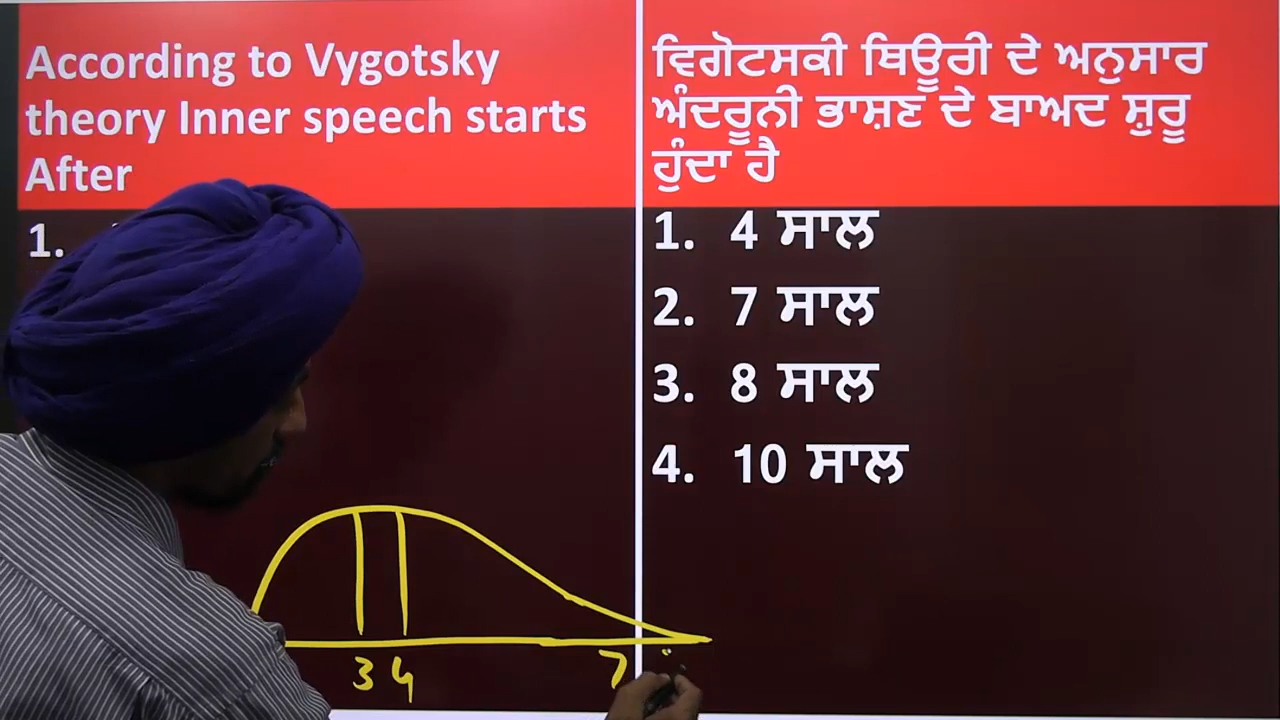 According to Vygotsky
theory Inner speech starts
After
1.
ਵਿਗੋਟਸਕੀ ਥਿਊਰੀ ਦੇ ਅਨੁਸਾਰ
ਅੰਦਰੂਨੀ ਭਾਸ਼ਣ ਦੇ ਬਾਅਦ ਸ਼ੁਰੂ
ਹੁੰਦਾ ਹੈ
1. 4 ਸਾਲ
2. 7 ਸਾਲ
3. 8 ਸਾਲ
4. 10 ਸਾਲ
3 4 7